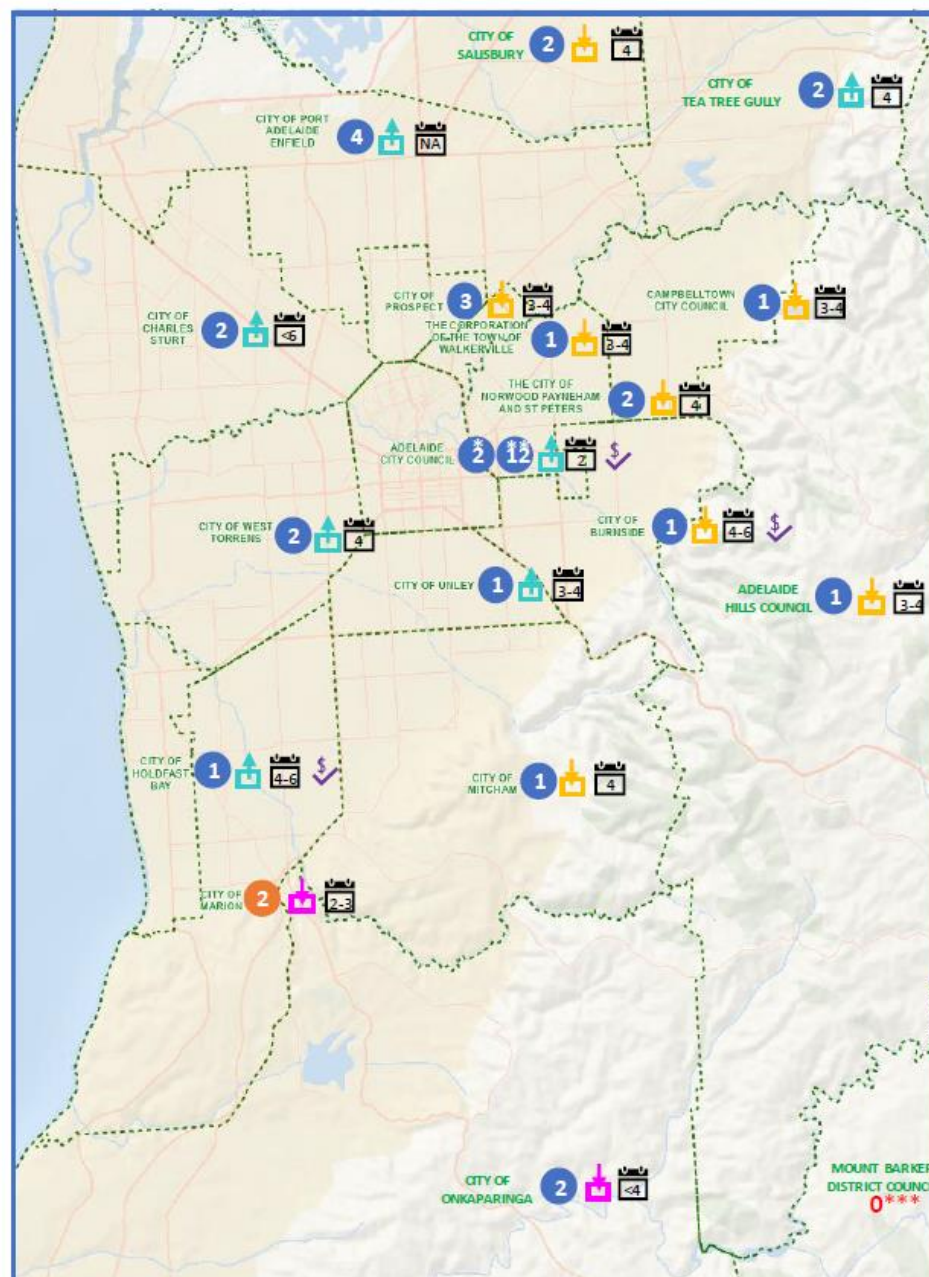 CITY OF
SALISBURY
2
4
CITY OF
TEA TREE GULLY
2
4
CITY OF PORT
ADELAIDE
ENFIELD
4
NA
CITY OF
PROSPECT
3
3-4
CAMPBELLTOWN
CITY COUNCIL
1
3-4
CITY OF
CHARLES
STURT
2
<6
THE CORPORATION
OF THE TOWN OF
WALKERVILLE
1
3-4
THE CITY OF
NORWOOD PAYNEHAM
AND ST PETERS
2
4
ADELAIDE
CITY COUNCIL
2*
12**
2
$
CITY OF WEST
TORRENS
2
4
CITY OF
BURNSIDE
1
4-6
$
CITY OF UNLEY
1
3-4
ADELAIDE
HILLS COUNCIL
1
3-4
CITY OF
HOLDFAST
BAY
1
4-6
$
CITY OF
MITCHAM
1
4
CITY OF
MARION
2
2-3
CITY OF
ONKAPARINGA
2
<4
MOUNT BARKER
DISTRICT COUNC
0***